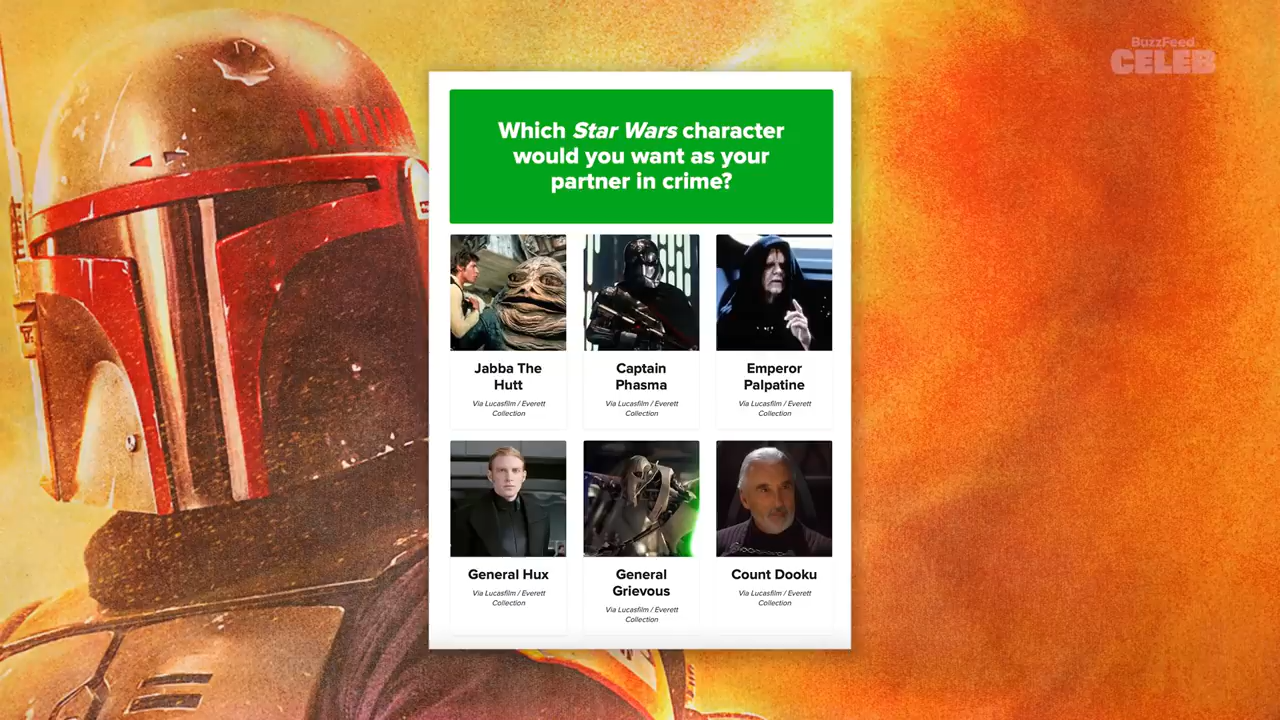 BuzzFeed
CELEB
Which Star Wars character
would you want as your
partner in crime?
Jabba The
Hutt
Via Lucasfilm / Everett
Collection
Captain
Phasma
Via Lucasfilm / Everett
Collection
Emperor
Palpatine
Via Lucasfilm / Everett
Collection
General Hux
Via Lucasfilm / Everett
Collection
General
Grievous
Via Lucasfilm / Everett
Collection
Count Dooku
Via Lucasfilm / Everett
Collection